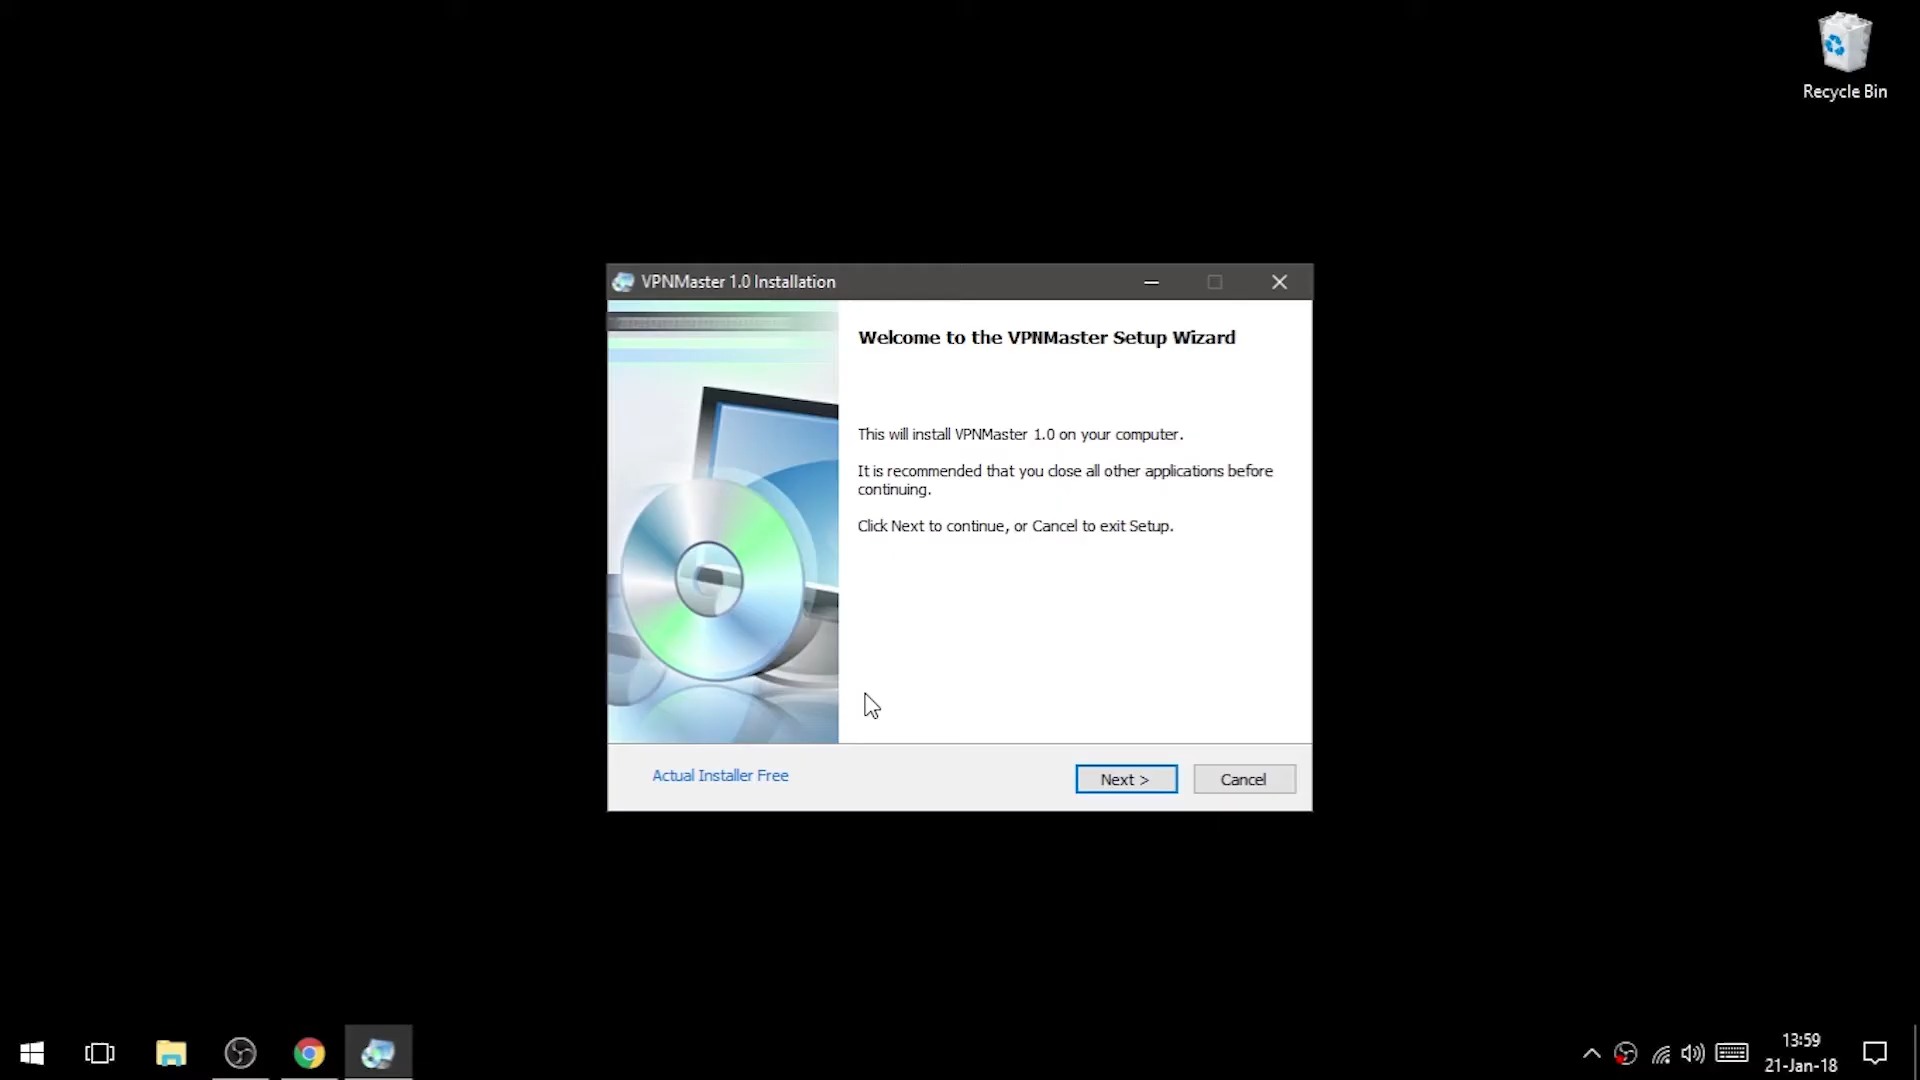 Recycle Bin
VPNMaster 1.0 Installation
Welcome to the VPNMaster Setup Wizard
This will install VPNMaster 1.0 on your computer.
It is recommended that you close all other applications before
continuing.
Click Next to continue, or Cancel to exit Setup.
Actual Installer Free
Next >
Cancel
13:59
21-Jan-18